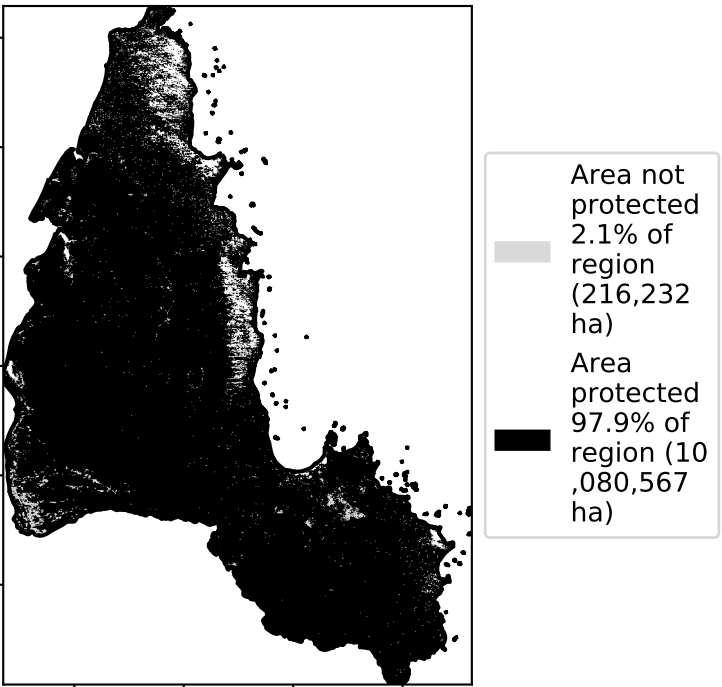 Area not
protected
2.1% of
region
(216,232
ha)
Area
protected
97.9% of
region (10
,080,567
ha)